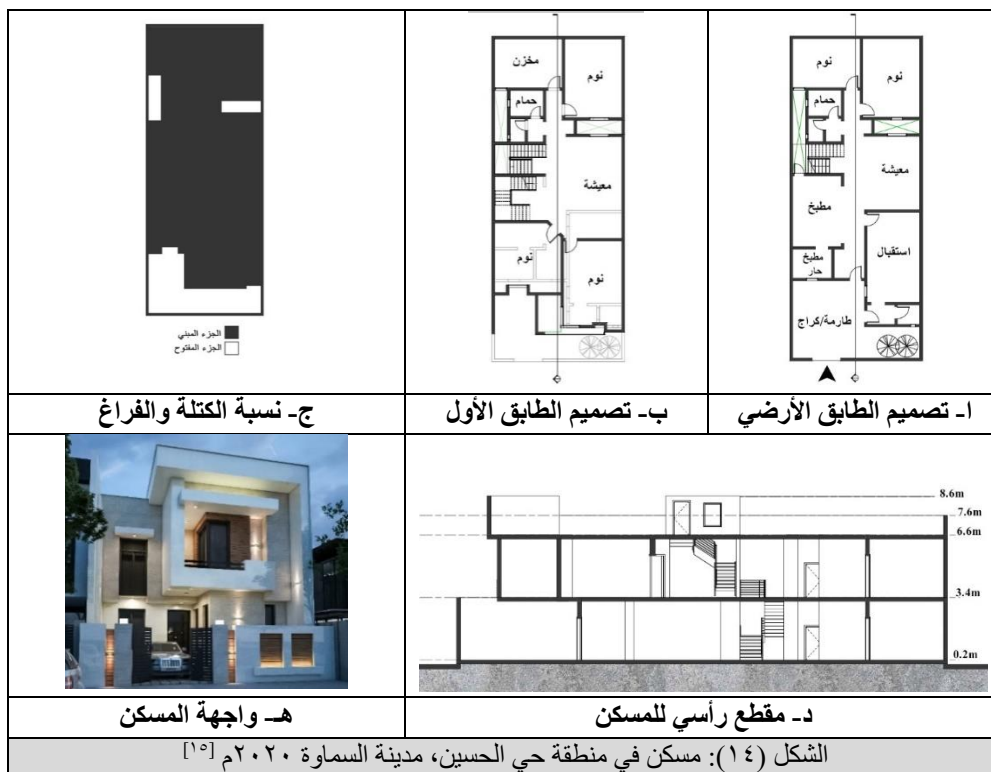 نوم
نوم
حمام
معيشة
مطبخ
استقبال
مطبخ
حار
طارمة/كراج
ا- تصميم الطابق الأرضي
مخزن
نوم
حمام
معيشة
نوم
نوم
ب- تصميم الطابق الأول
الجزء المبني
الجزء المفتوح
ج- نسبة الكتلة والفراغ
8.6m
7.6m
6.6m
3.4m
0.2m
د- مقطع رأسي للمسكن
هـ- واجهة المسكن
الشكل (١٤): مسكن في منطقة حي الحسين، مدينة السماوة ٢٠٢٠م [١٥]